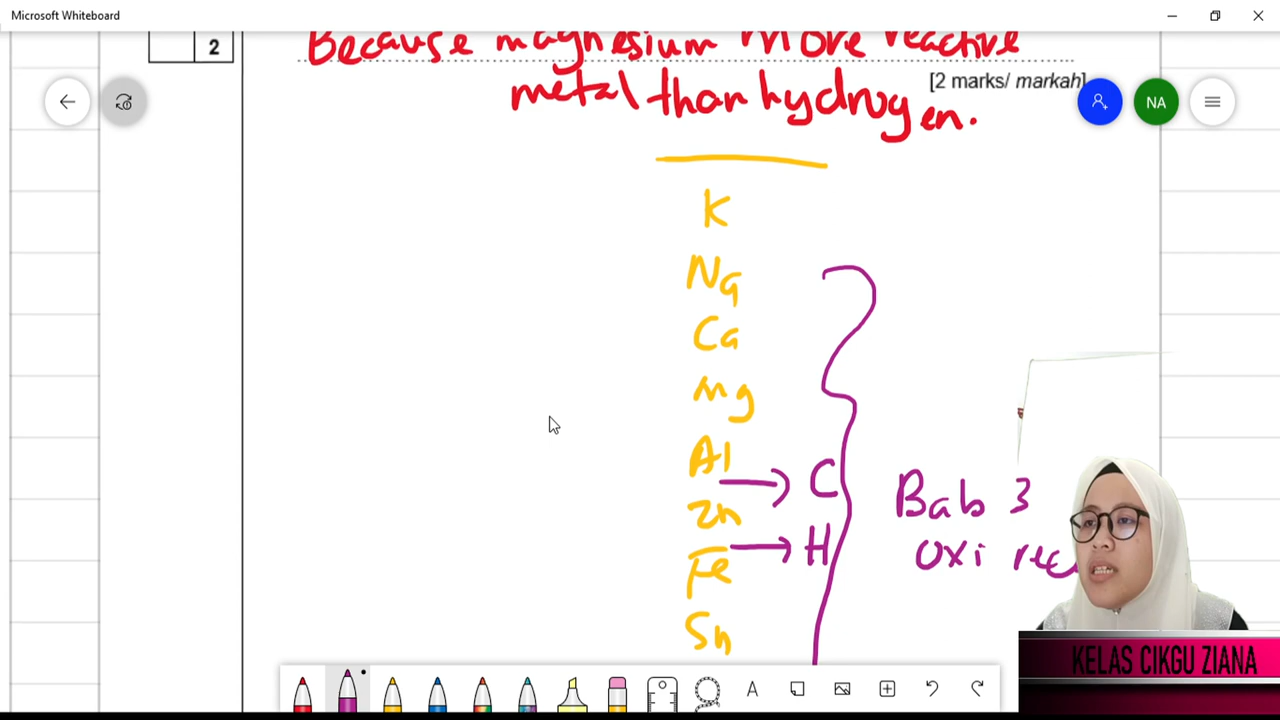 Microsoft Whiteboard
2
Because magnesium more reactive
[2 marks/ markah]
metal than hydrogen.
NA
K
Na
Ca
Mg
Al
C
Zn
Bab 3
H
Fe
oxi
Sn
KELAS CIKGU ZIANA
A